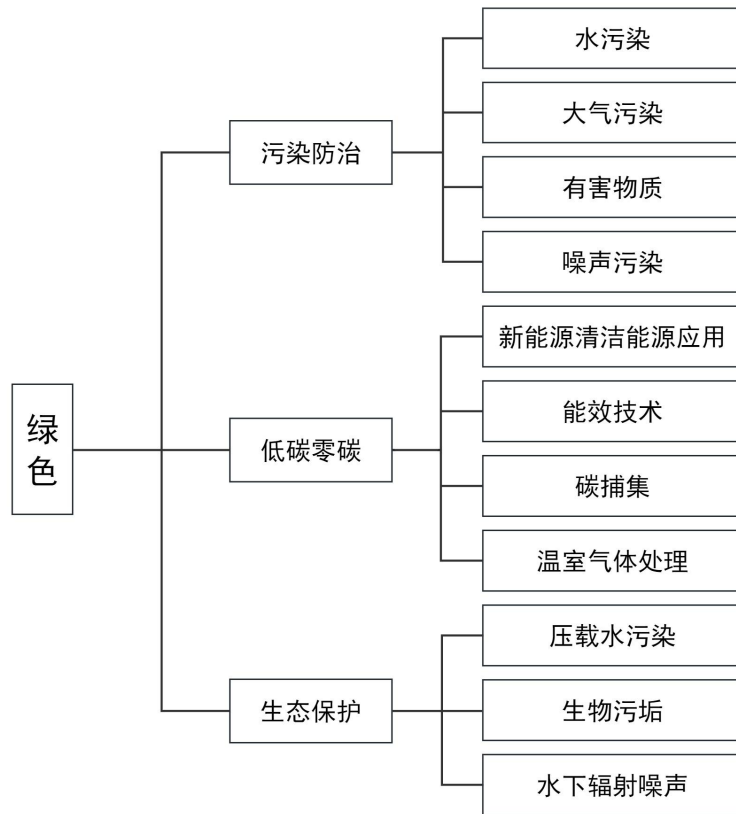 水污染
大气污染
污染防治
有害物质
噪声污染
新能源清洁能源应用
绿
色
能效技术
低碳零碳
碳捕集
温室气体处理
压载水污染
生态保护
生物污垢
水下辐射噪声